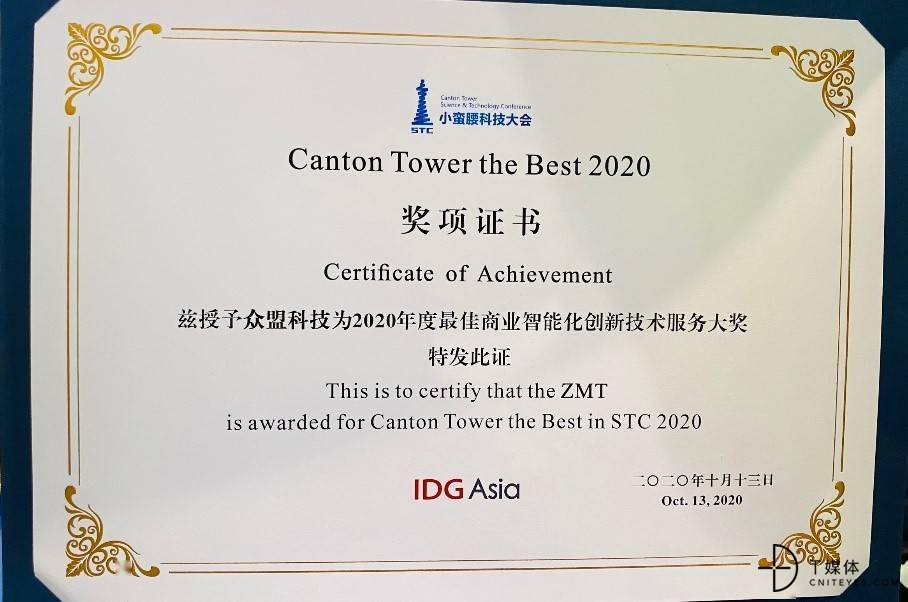 Canton Tower
Science & Technology Conference
小蛮腰科技大会
STC
Canton Tower the Best 2020
奖项证书
Certificate of Achievement
兹授予众盟科技为2020年度最佳商业智能化创新技术服务大奖
特发此证
This is to certify that the ZMT
is awarded for Canton Tower the Best in STC 2020
IDG Asia
二〇二〇年十月十三日
Oct. 13, 2020
T媒体
CNITEYES.COM